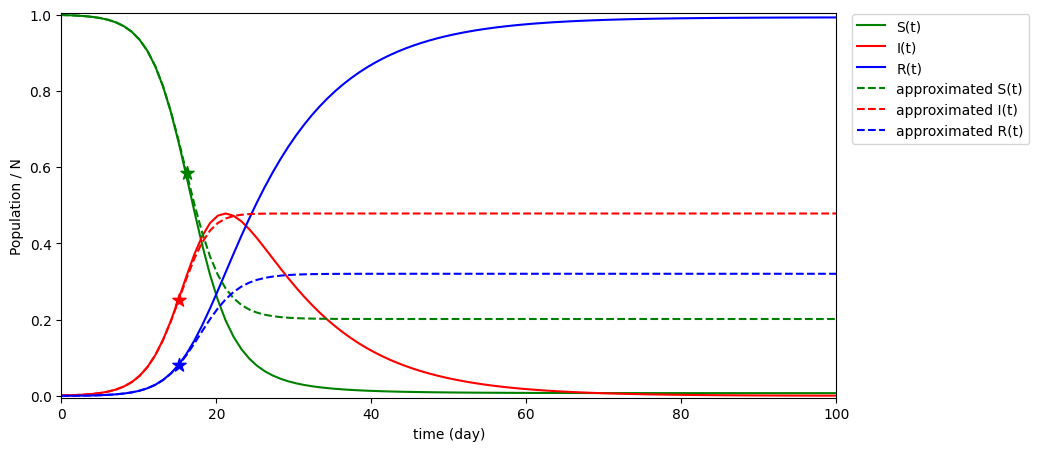 1.0
0.8
0.6
0.4
0.2
0.0
Population / N
0 20 40 60 80 100
time (day)
S(t)
I(t)
R(t)
approximated S(t)
approximated I(t)
approximated R(t)